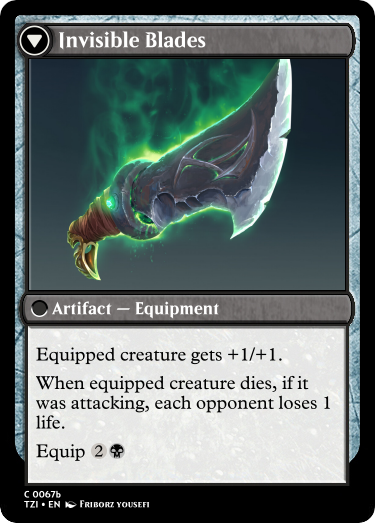 Invisible Blades
Artifact — Equipment
Equipped creature gets +1/+1.
When equipped creature dies, if it
was attacking, each opponent loses 1
life.
Equip 2
C 0067b
TZI • EN Friborz yousefi